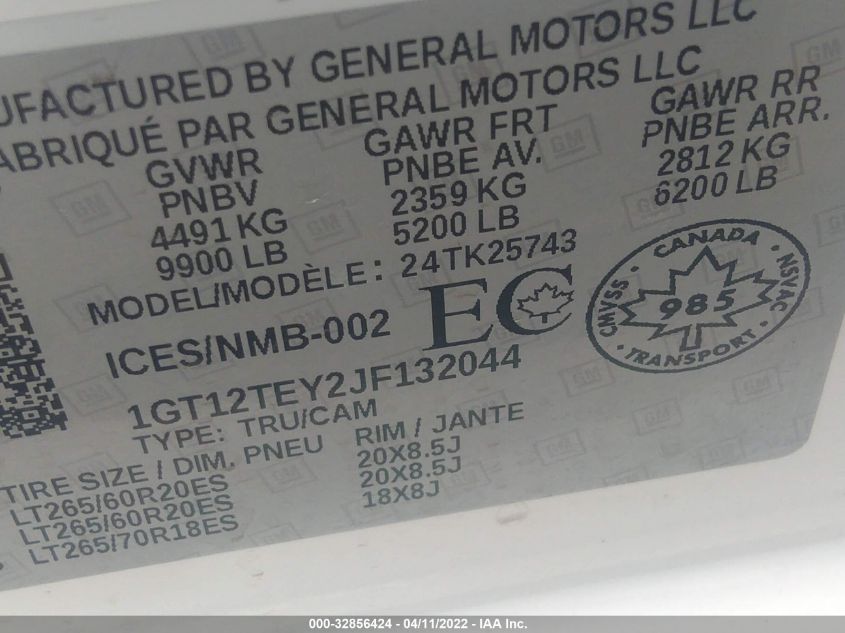 UFACTURED BY GENERAL MOTORS LLC
ABRIQUÉ PAR GENERAL MOTORS LLC
GVWR GAWR FRT GAWR RR
PNBV PNBE AV. PNBE ARR.
4491 KG 2359 KG 2812 KG
9900 LB 5200 LB 6200 LB
MODEL/MODÈLE: 24TK25743
ICES/NMB-002 EC
CANADA
CMVSS 985 NSVAC
TRANSPORT
1GT12TEY2JF132044
TYPE: TRU/CAM
TIRE SIZE / DIM. PNEU RIM / JANTE
LT265/60R20ES 20X8.5J
LT265/60R20ES 20X8.5J
LT265/70R18ES 18X8J
000-32856424 - 04/11/2022 - IAA Inc.